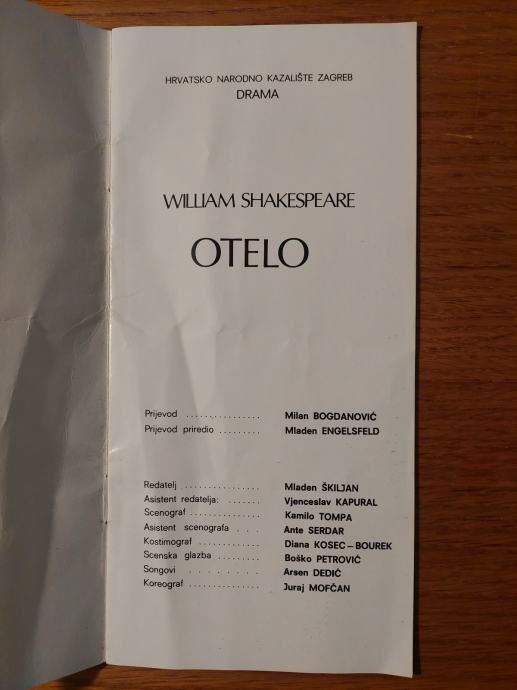 HRVATSKO NARODNO KAZALIŠTE ZAGREB
DRAMA
WILLIAM SHAKESPEARE
OTELO
Prijevod ............... Milan BOGDANOVIĆ
Prijevod priredio ......... Mladen ENGELSFELD
Redatelj ................ Mladen ŠKILJAN
Asistent redatelja: ....... Vjenceslav KAPURAL
Scenograf ............... Kamilo TOMPA
Asistent scenografa . . . Ante SERDAR
Kostimograf ............. Diana KOSEC – BOUREK
Scenska glazba ......... Boško PETROVIĆ
Songovi . . . . . . . . Arsen DEDIĆ
Koreograf ............... Juraj MOFČAN